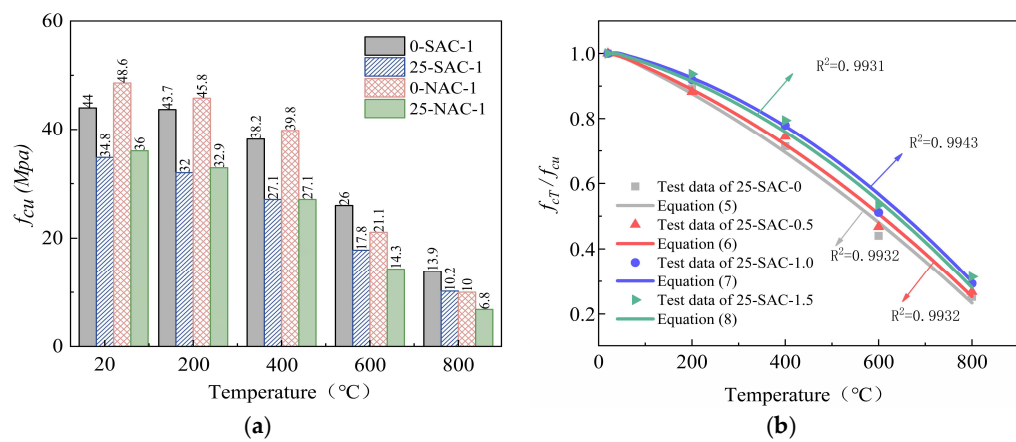 60
40
20
0
f_cu (Mpa)
0-SAC-1
25-SAC-1
0-NAC-1
25-NAC-1
44
34.8
48.6
36
43.7
32
45.8
32.9
38.2
27.1
39.8
27.1
26
17.8
21.1
14.3
13.9
10.2
10
6.8
20 200 400 600 800
Temperature（℃）
(a)
1.0
0.8
0.6
0.4
0.2
f_cT/f_cu
R²=0.9931
R²=0.9943
Test data of 25-SAC-0
Equation (5)
Test data of 25-SAC-0.5
Equation (6)
Test data of 25-SAC-1.0
Equation (7)
Test data of 25-SAC-1.5
Equation (8)
R²=0.9932
R²=0.9932
0 200 400 600 800
Temperature（℃）
(b)